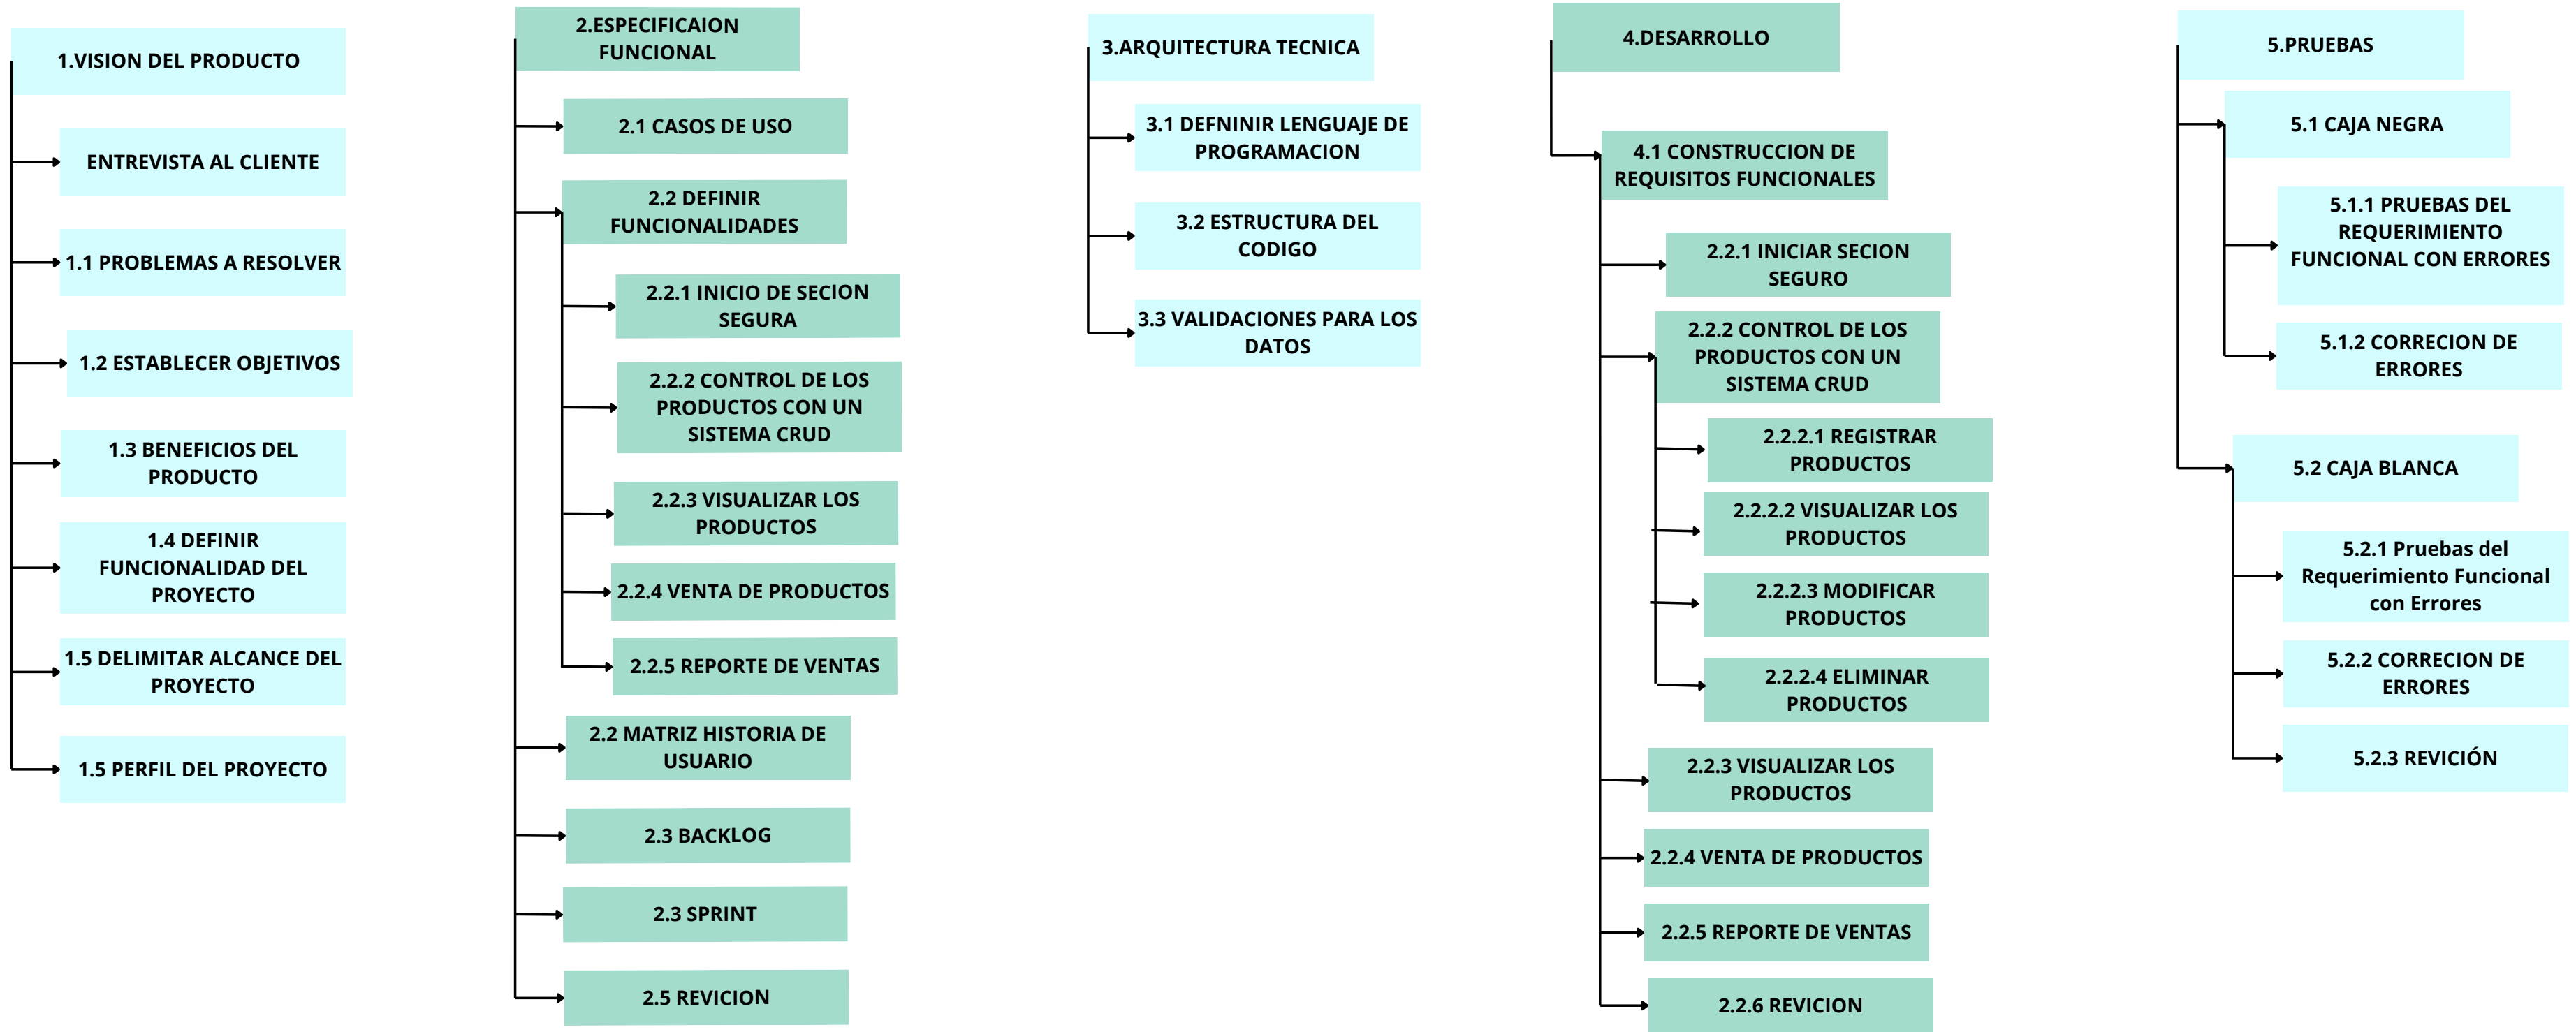 1.VISION DEL PRODUCTO
ENTREVISTA AL CLIENTE
1.1 PROBLEMAS A RESOLVER
1.2 ESTABLECER OBJETIVOS
1.3 BENEFICIOS DEL
PRODUCTO
1.4 DEFINIR
FUNCIONALIDAD DEL
PROYECTO
1.5 DELIMITAR ALCANCE DEL
PROYECTO
1.5 PERFIL DEL PROYECTO
2.ESPECIFICAION
FUNCIONAL
2.1 CASOS DE USO
2.2 DEFINIR
FUNCIONALIDADES
2.2.1 INICIO DE SECION
SEGURA
2.2.2 CONTROL DE LOS
PRODUCTOS CON UN
SISTEMA CRUD
2.2.3 VISUALIZAR LOS
PRODUCTOS
2.2.4 VENTA DE PRODUCTOS
2.2.5 REPORTE DE VENTAS
2.2 MATRIZ HISTORIA DE
USUARIO
2.3 BACKLOG
2.3 SPRINT
2.5 REVICION
3.ARQUITECTURA TECNICA
3.1 DEFNINIR LENGUAJE DE
PROGRAMACION
3.2 ESTRUCTURA DEL
CODIGO
3.3 VALIDACIONES PARA LOS
DATOS
4.DESARROLLO
4.1 CONSTRUCCION DE
REQUISITOS FUNCIONALES
2.2.1 INICIAR SECION
SEGURO
2.2.2 CONTROL DE LOS
PRODUCTOS CON UN
SISTEMA CRUD
2.2.2.1 REGISTRAR
PRODUCTOS
2.2.2.2 VISUALIZAR LOS
PRODUCTOS
2.2.2.3 MODIFICAR
PRODUCTOS
2.2.2.4 ELIMINAR
PRODUCTOS
2.2.3 VISUALIZAR LOS
PRODUCTOS
2.2.4 VENTA DE PRODUCTOS
2.2.5 REPORTE DE VENTAS
2.2.6 REVICION
5.PRUEBAS
5.1 CAJA NEGRA
5.1.1 PRUEBAS DEL
REQUERIMIENTO
FUNCIONAL CON ERRORES
5.1.2 CORRECION DE
ERRORES
5.2 CAJA BLANCA
5.2.1 Pruebas del
Requerimiento Funcional
con Errores
5.2.2 CORRECION DE
ERRORES
5.2.3 REVICIÓN